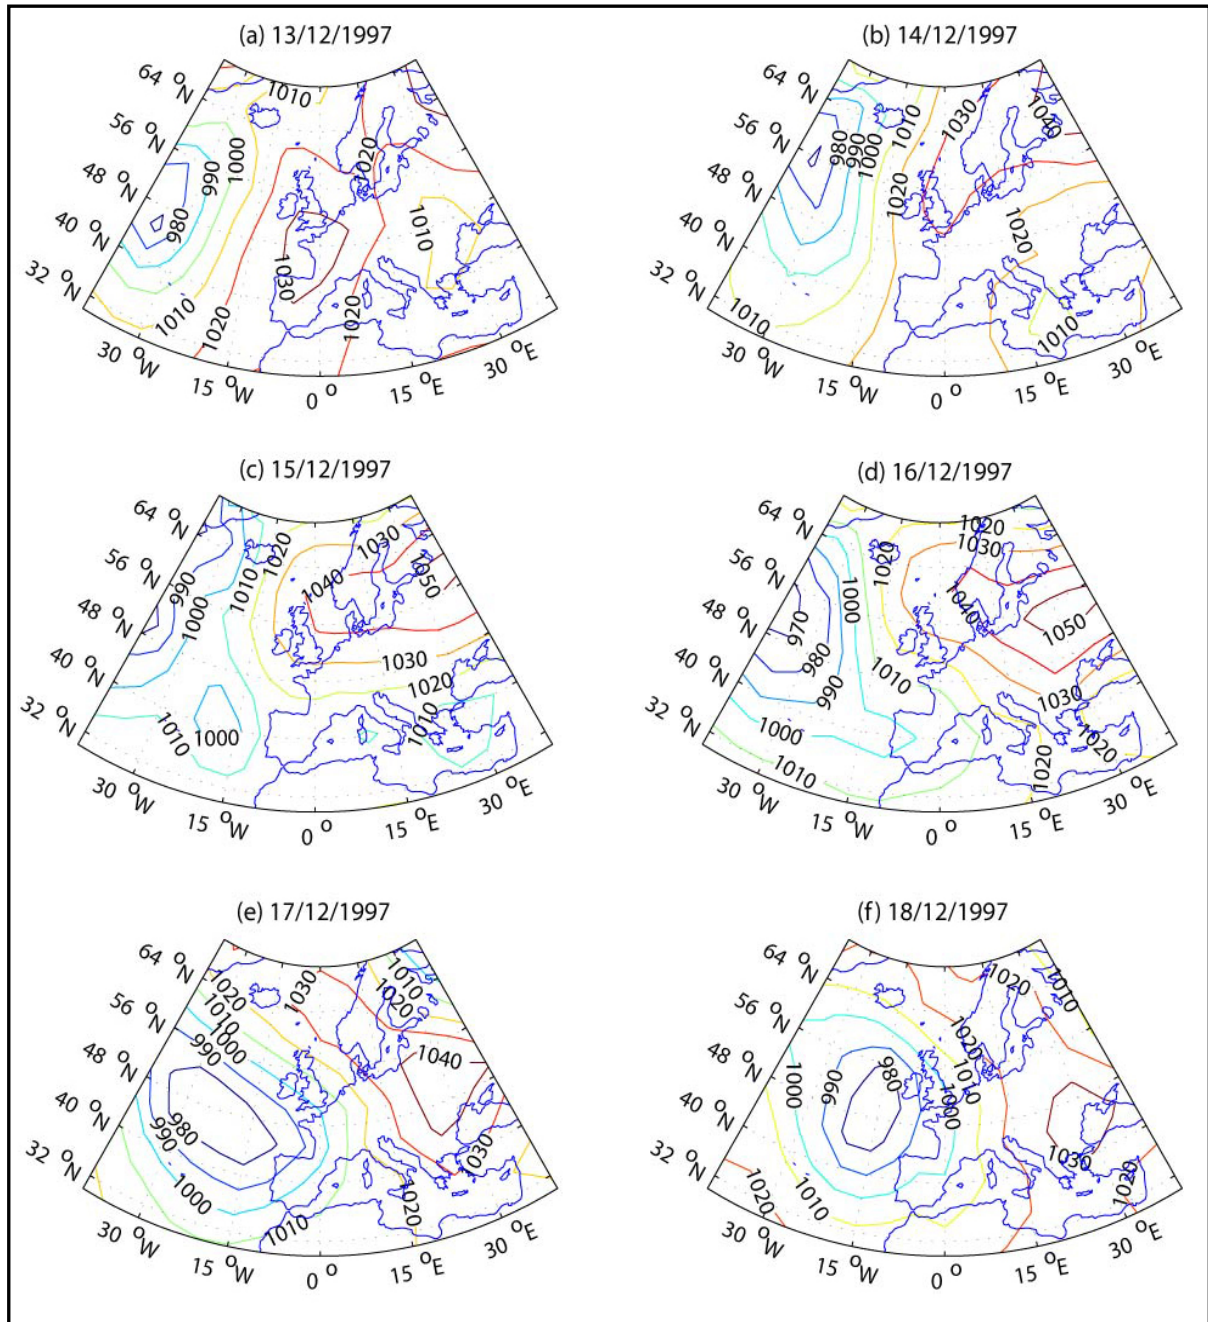 (a) 13/12/1997
(b) 14/12/1997
64 °N
56 °N
48 °N
40 °N
32 °N
30 °W
15 °W
0 °
15 °E
30 °E
1010
1000
990
980
1010
1020
1030
1020
1020
1010
64 °N
56 °N
48 °N
40 °N
32 °N
30 °W
15 °W
0 °
15 °E
30 °E
980
990
1000
1010
1020
1030
1040
1020
1010
1010
(c) 15/12/1997
(d) 16/12/1997
64 °N
56 °N
48 °N
40 °N
32 °N
30 °W
15 °W
0 °
15 °E
30 °E
990
1000
1010
1020
1030
1040
1050
1030
1020
1010
1010
1000
64 °N
56 °N
48 °N
40 °N
32 °N
30 °W
15 °W
0 °
15 °E
30 °E
1020
1030
1020
1000
970
980
990
1040
1050
1010
1030
1000
1010
1020
1020
(e) 17/12/1997
(f) 18/12/1997
64 °N
56 °N
48 °N
40 °N
32 °N
30 °W
15 °W
0 °
15 °E
30 °E
1020
1010
1000
990
1030
1010
1020
1040
980
990
1000
1010
1030
1020
64 °N
56 °N
48 °N
40 °N
32 °N
30 °W
15 °W
0 °
15 °E
30 °E
1020
1010
1020
1010
1000
990
980
1000
1030
1010
1020
1020